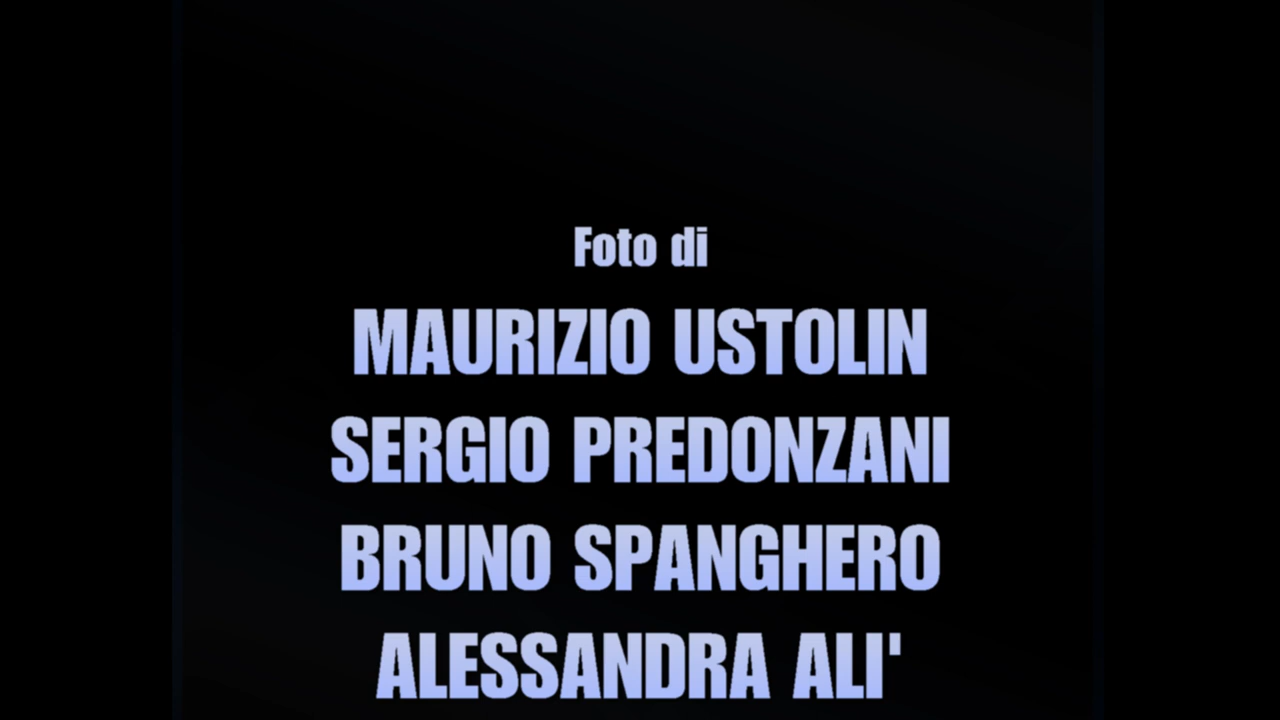 Foto di
MAURIZIO USTOLIN
SERGIO PREDONZANI
BRUNO SPANGHERO
ALESSANDRA ALI'